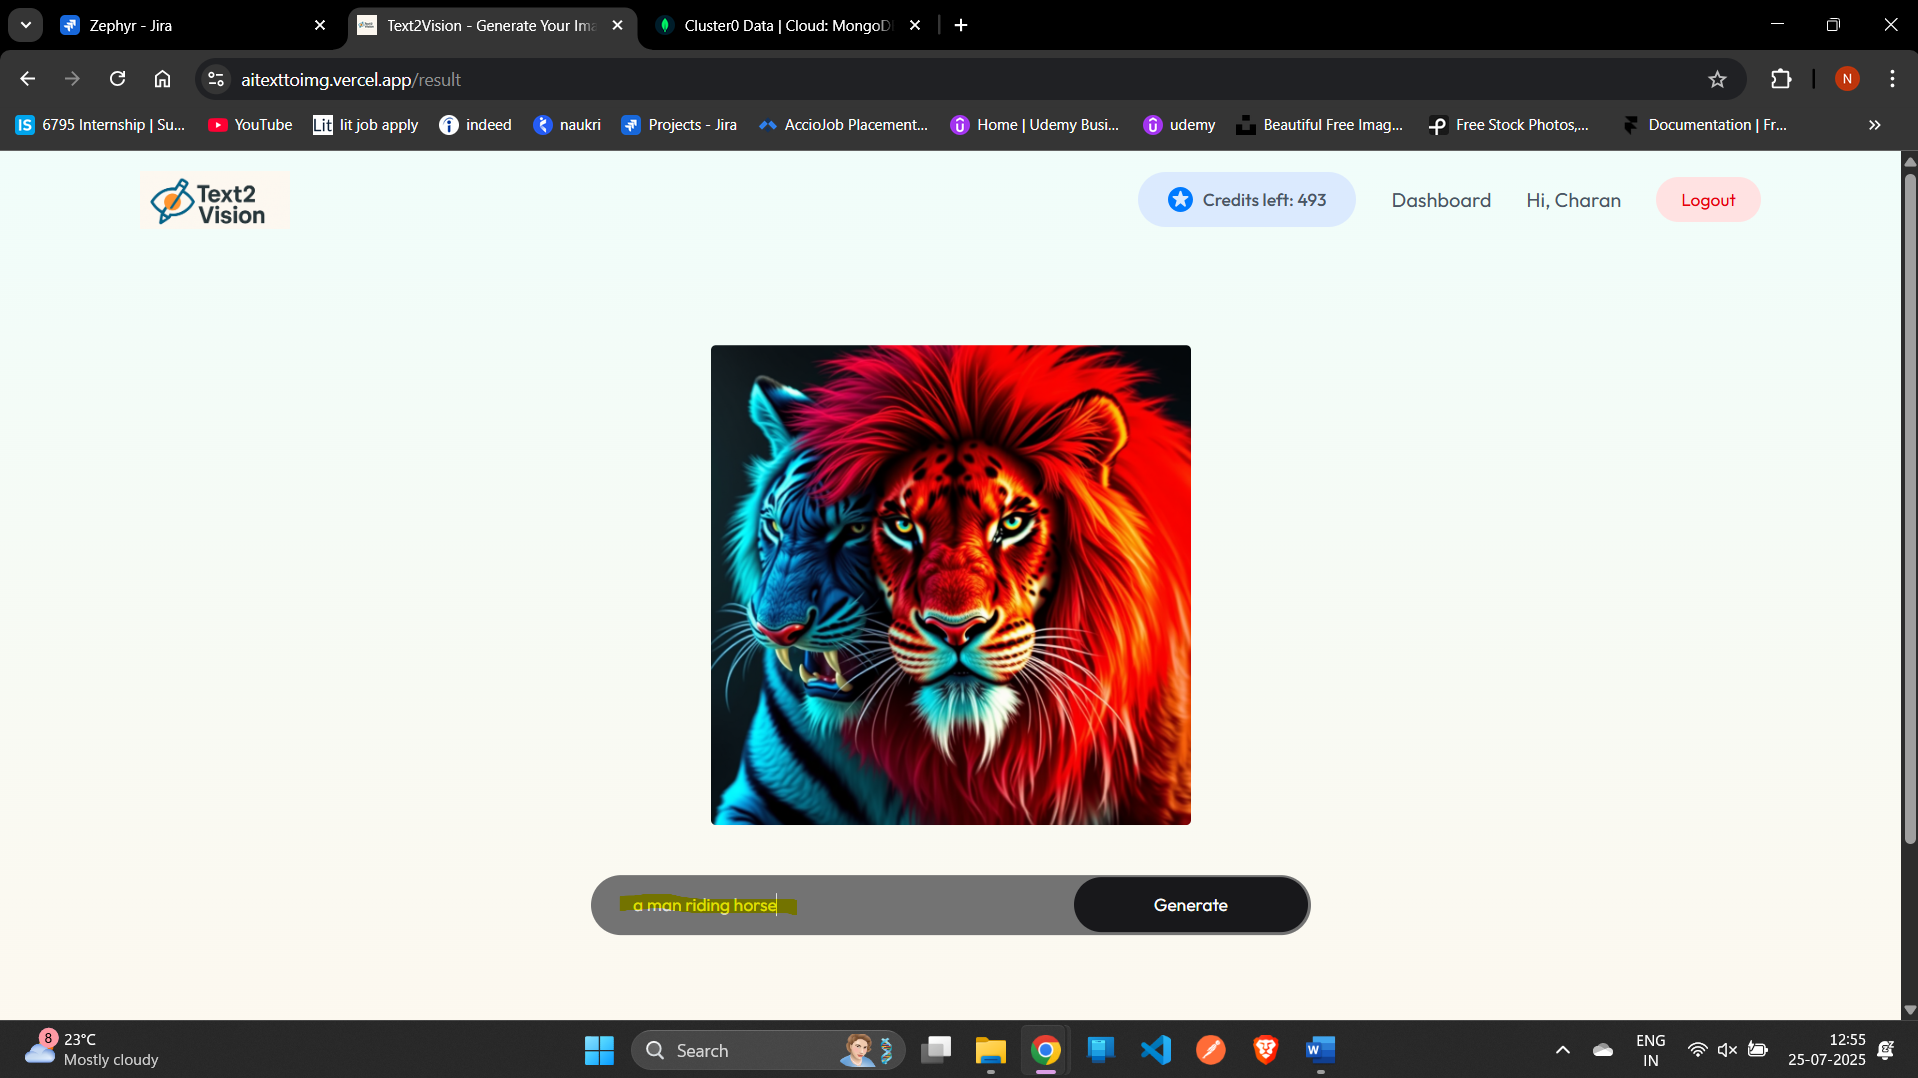 Zephyr - Jira
Text2Vision - Generate Your Ima
Cluster0 Data | Cloud: MongoD
aitexttoimg.vercel.app/result
N
IS 6795 Internship | Su...
YouTube
Lit lit job apply
indeed
naukri
Projects - Jira
AccioJob Placement...
Home | Udemy Busi...
udemy
Beautiful Free Imag...
Free Stock Photos,...
Documentation | Fr...
Text2
Vision
Credits left: 493
Dashboard
Hi, Charan
Logout
a man riding horse
Generate
8
23°C
Mostly cloudy
Search
W
ENG
IN
12:55
25-07-2025